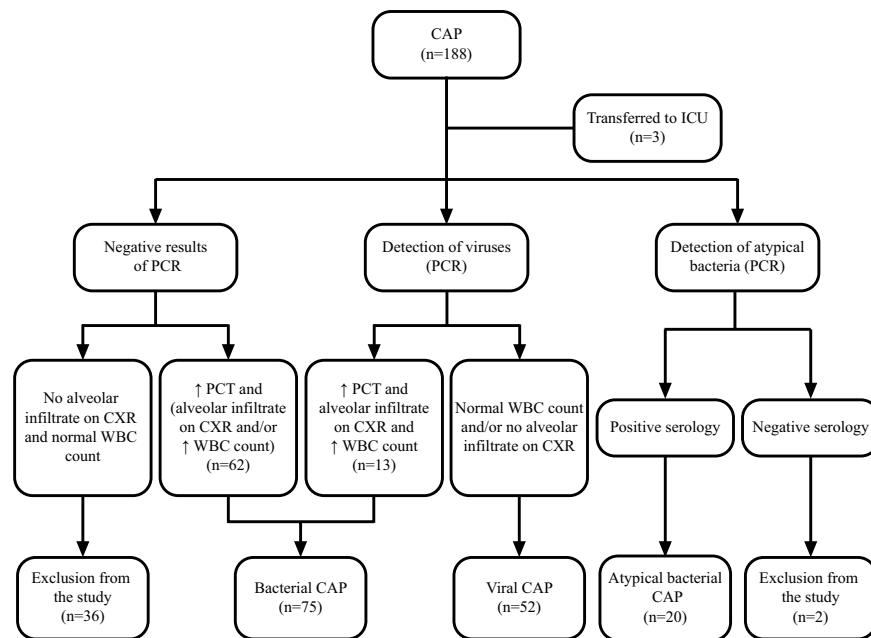 CAP
(n=188)
Transferred to ICU
(n=3)
Negative results
of PCR
Detection of viruses
(PCR)
Detection of atypical
bacteria (PCR)
No alveolar
infiltrate on CXR
and normal WBC
count
↑ PCT and
(alveolar infiltrate
on CXR and/or
↑ WBC count)
(n=62)
↑ PCT and
alveolar infiltrate
on CXR and
↑ WBC count
(n=13)
Normal WBC count
and/or no alveolar
infiltrate on CXR
Positive serology
Negative serology
Exclusion from
the study
(n=36)
Bacterial CAP
(n=75)
Viral CAP
(n=52)
Atypical bacterial
CAP
(n=20)
Exclusion from
the study
(n=2)